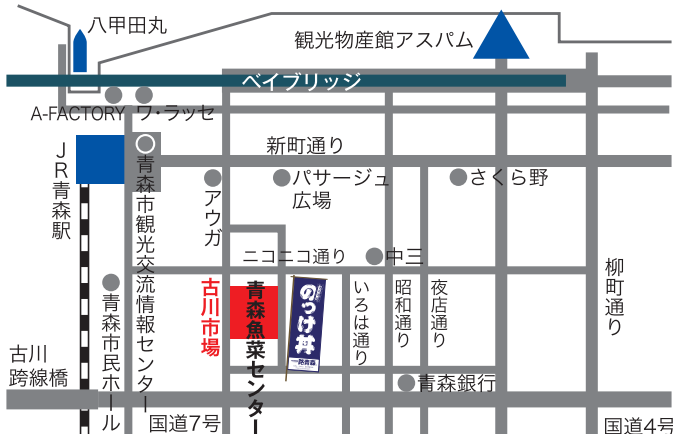 八甲田丸
観光物産館アスパム
ベイブリッジ
A-FACTORY
ワ・ラッセ
新町通り
JR青森駅
青森市観光交流情報センター
アウガ
パサージュ
広場
さくら野
ニコニコ通り
中三
柳町通り
青森市民ホール
古川市場
青森魚菜センター
のっけ丼
いろは通り
昭和通り
夜店通り
古川
跨線橋
青森銀行
国道7号
国道4号